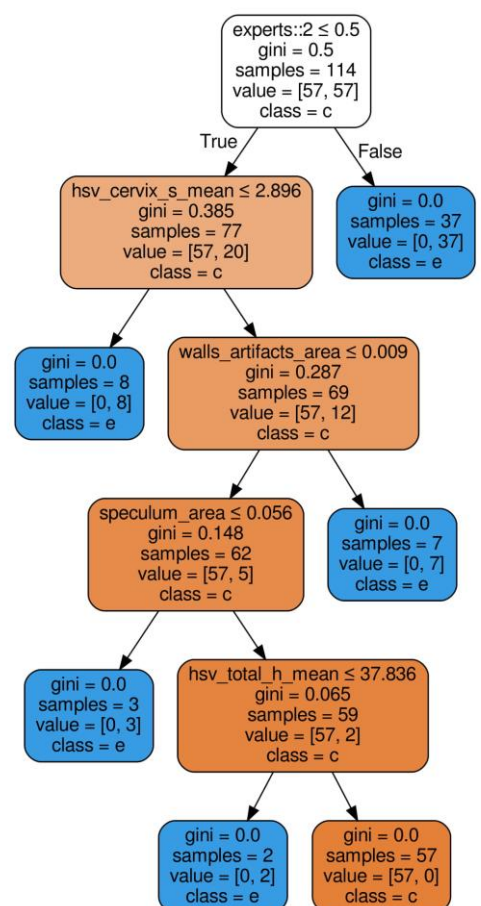 experts::2 ≤ 0.5
gini = 0.5
samples = 114
value = [57, 57]
class = c
True
False
hsv_cervix_s_mean ≤ 2.896
gini = 0.385
samples = 77
value = [57, 20]
class = c
gini = 0.0
samples = 37
value = [0, 37]
class = e
gini = 0.0
samples = 8
value = [0, 8]
class = e
walls_artifacts_area ≤ 0.009
gini = 0.287
samples = 69
value = [57, 12]
class = c
speculum_area ≤ 0.056
gini = 0.148
samples = 62
value = [57, 5]
class = c
gini = 0.0
samples = 7
value = [0, 7]
class = e
gini = 0.0
samples = 3
value = [0, 3]
class = e
hsv_total_h_mean ≤ 37.836
gini = 0.065
samples = 59
value = [57, 2]
class = c
gini = 0.0
samples = 2
value = [0, 2]
class = e
gini = 0.0
samples = 57
value = [57, 0]
class = c